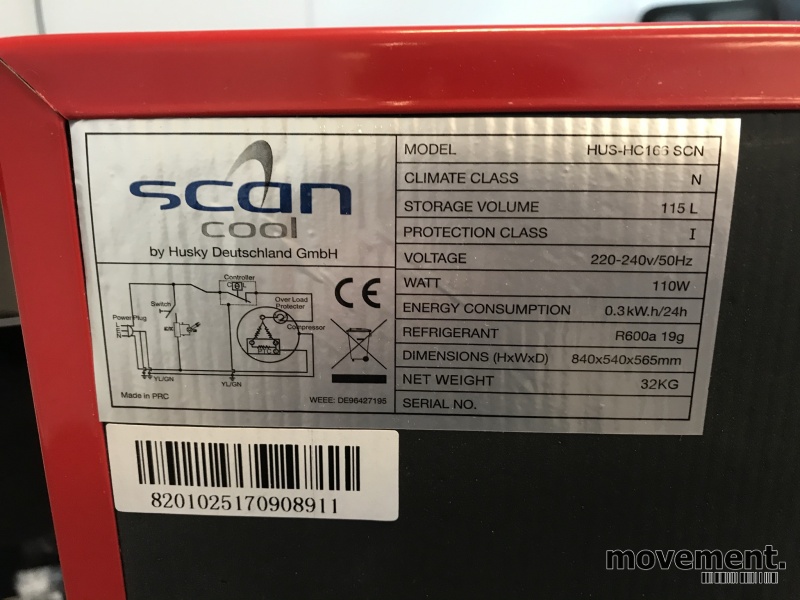 scan
cool
by Husky Deutschland GmbH
MODEL HUS-HC166 SCN
CLIMATE CLASS N
STORAGE VOLUME 115 L
PROTECTION CLASS I
VOLTAGE 220-240v/50Hz
WATT 110W
ENERGY CONSUMPTION 0.3kW.h/24h
REFRIGERANT R600a 19g
DIMENSIONS (HxWxD) 840x540x565mm
NET WEIGHT 32KG
SERIAL NO.
Controller
Switch
Over Load
Protecter
Power Plug
Compressor
L
E
N
PTC
YL/GN
YL/GN
CE
Made in PRC
WEEE: DE96427195
8201025170908911
movement.